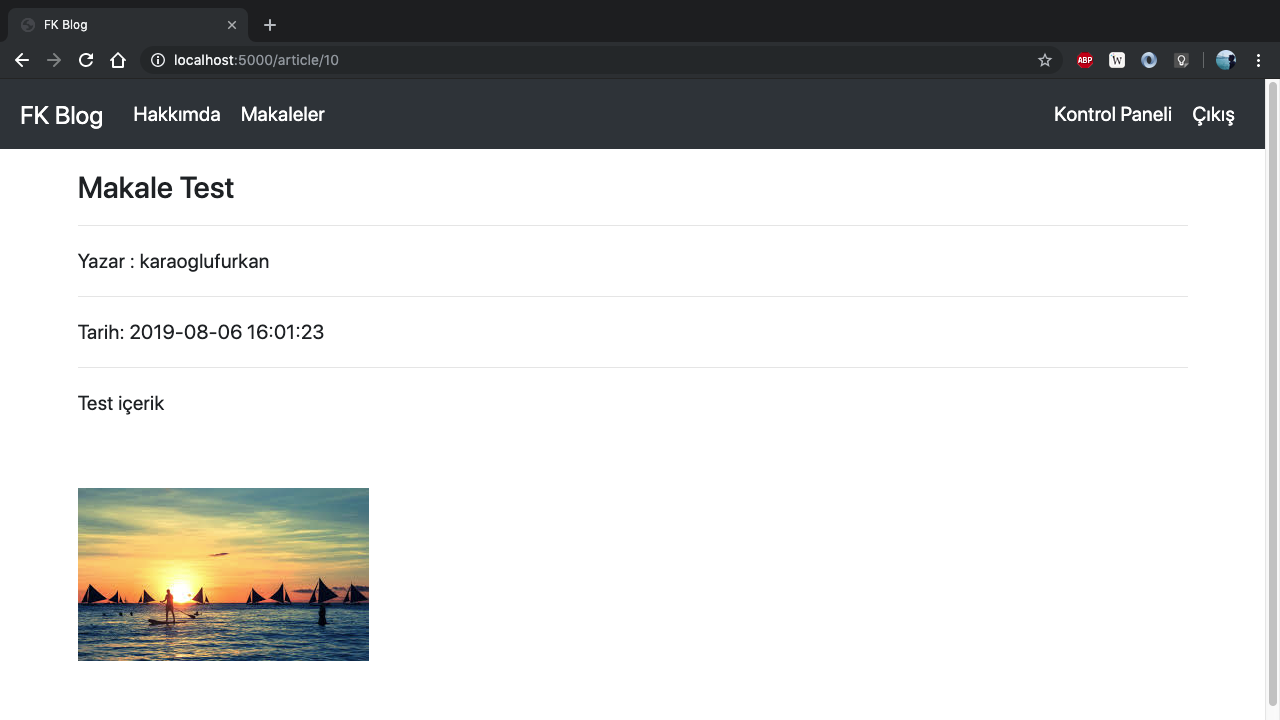 FK Blog
localhost:5000/article/10
ABP
W
FK Blog Hakkımda Makaleler Kontrol Paneli Çıkış
Makale Test
Yazar : karaoglufurkan
Tarih: 2019-08-06 16:01:23
Test içerik